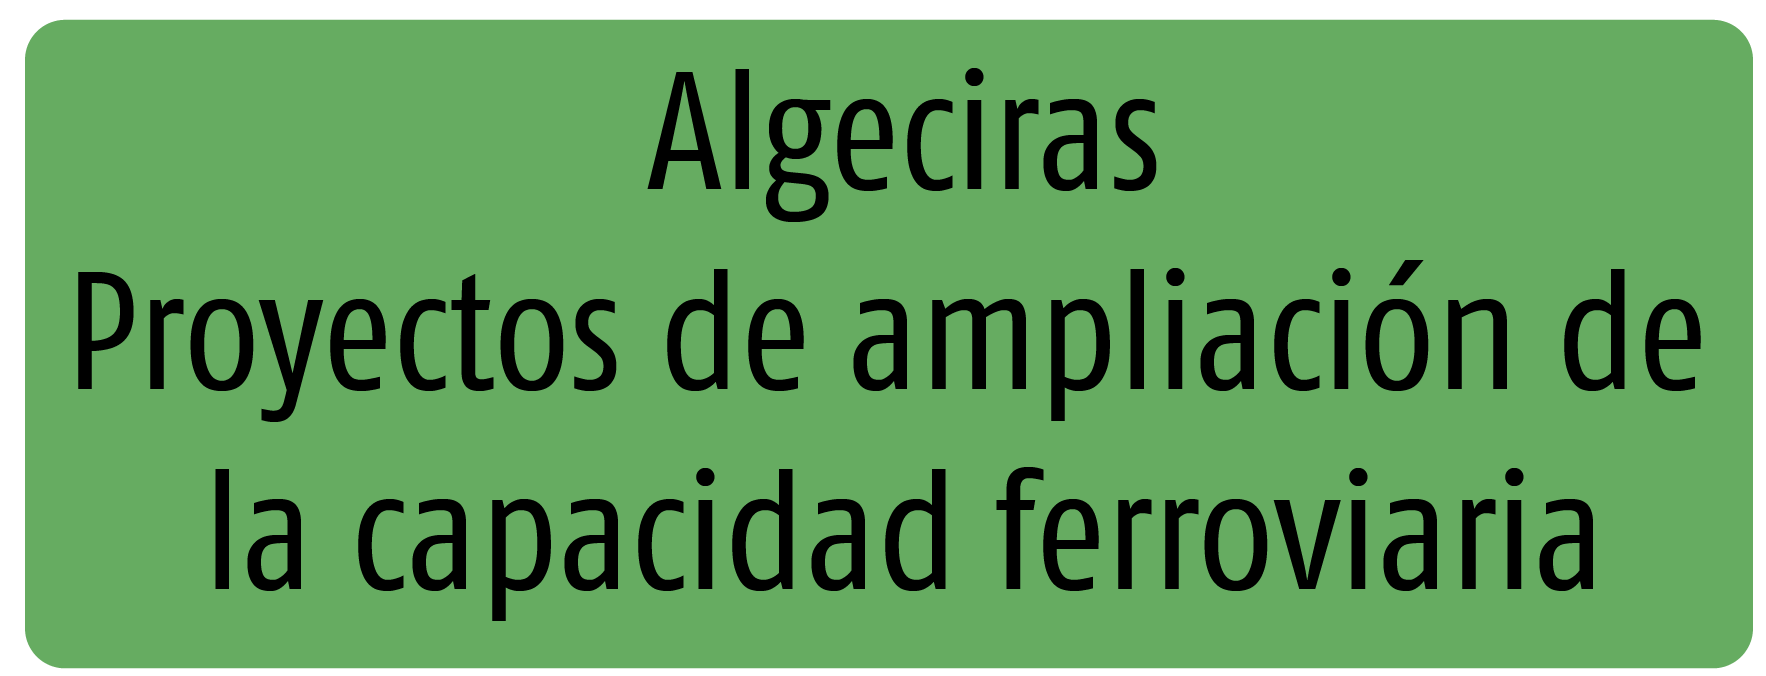 Algeciras
Proyectos de ampliación de
la capacidad ferroviaria